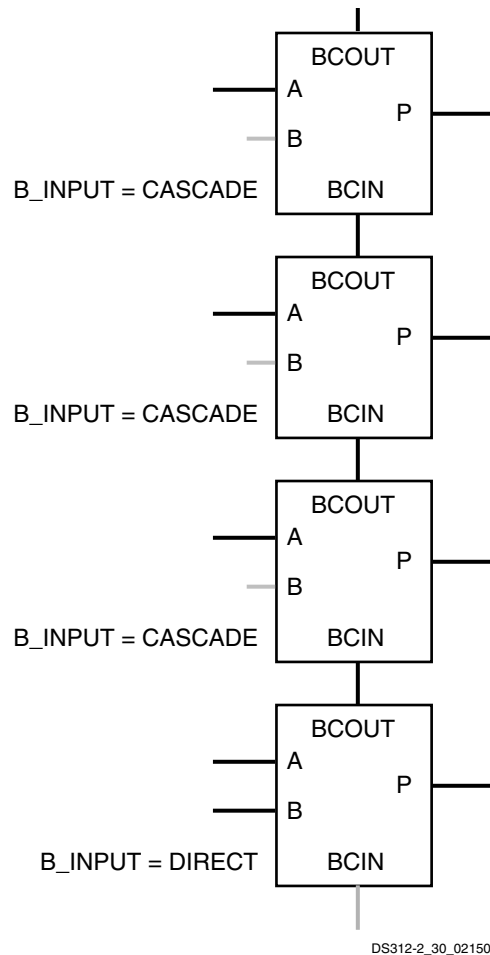 BCOUT
A
P
B
B_INPUT = CASCADE
BCIN
BCOUT
A
P
B
B_INPUT = CASCADE
BCIN
BCOUT
A
P
B
B_INPUT = CASCADE
BCIN
BCOUT
A
P
B
B_INPUT = DIRECT
BCIN
DS312-2_30_02150